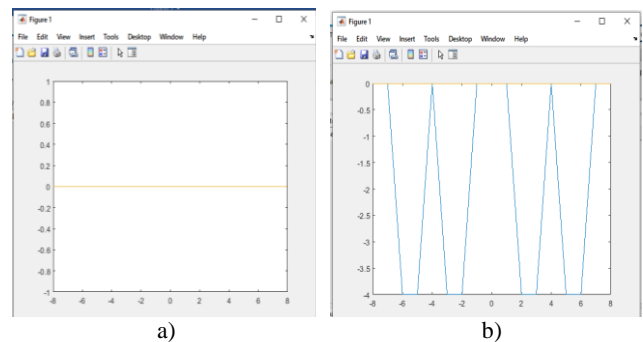 Figure 1
File Edit View Insert Tools Desktop Window Help
1
0.8
0.6
0.4
0.2
0
-0.2
-0.4
-0.6
-0.8
-1
-8 -6 -4 -2 0 2 4 6 8
a)
Figure 1
File Edit View Insert Tools Desktop Window Help
0
-0.5
-1
-1.5
-2
-2.5
-3
-3.5
-4
-8 -6 -4 -2 0 2 4 6 8
b)